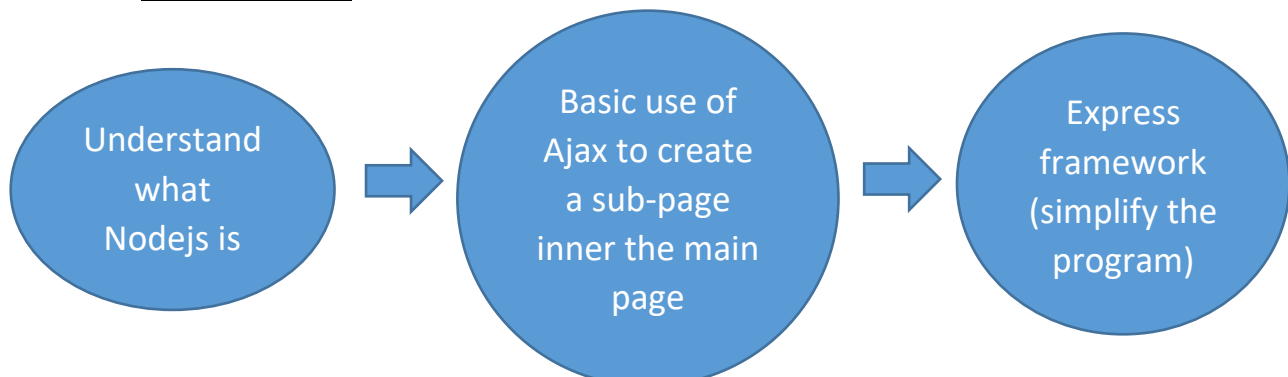 Understand
what
Nodejs is
Basic use of
Ajax to create
a sub-page
inner the main
page
Express
framework
(simplify the
program)